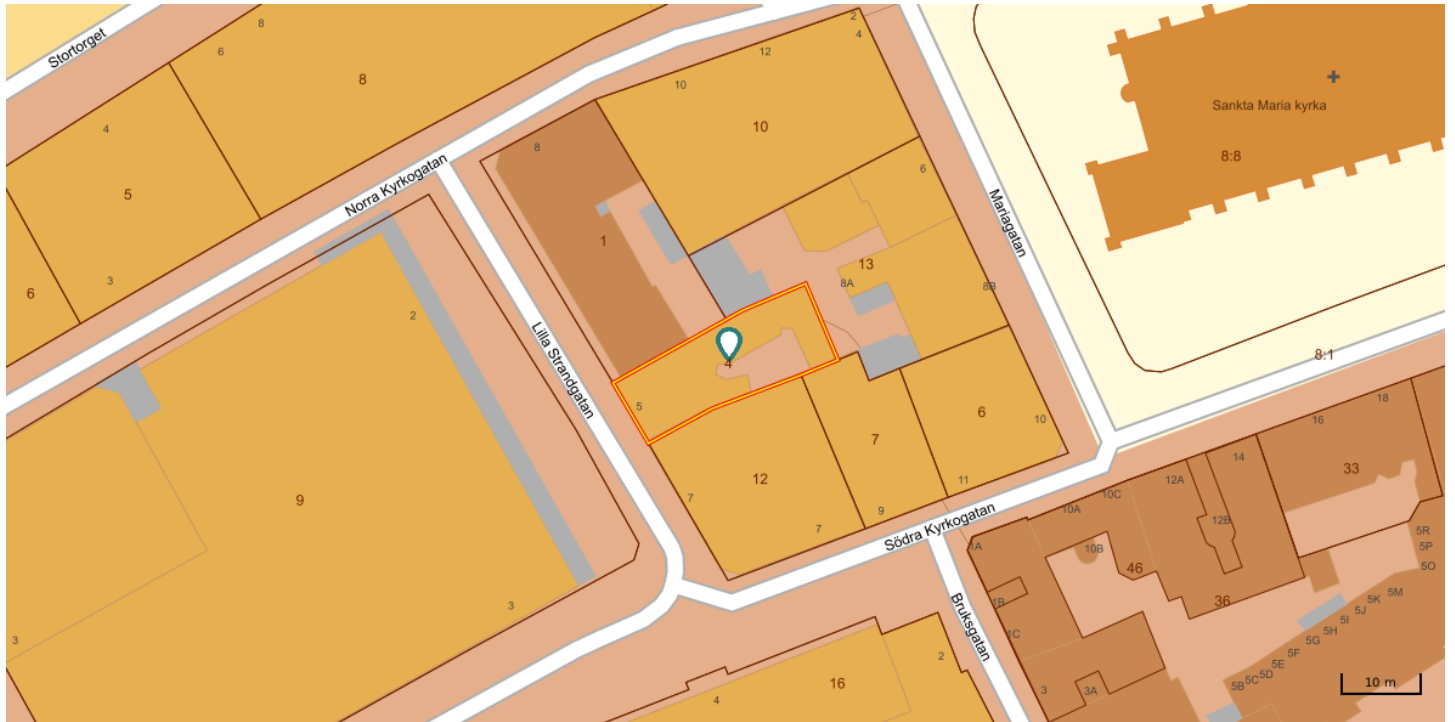 Stortorget
8
6
8
4
5
3
6
Norra Kyrkogatan
2
4
12
10
10
8
1
6
13
8A
8B
Mariagatan
Sankta Maria kyrka
8:8
8:1
2
Lilla Strandgatan
4
5
9
12
7
7
7
9
6
10
11
Södra Kyrkogatan
3
3
Bruksgatan
16
4
2
18
16
33
14
12A
12B
10C
10A
10B
46
36
1A
1B
1C
3
3A
5R
5P
5O
5M
5K
5J
5I
5H
5G
5F
5E
5D
5C
5B
10 m